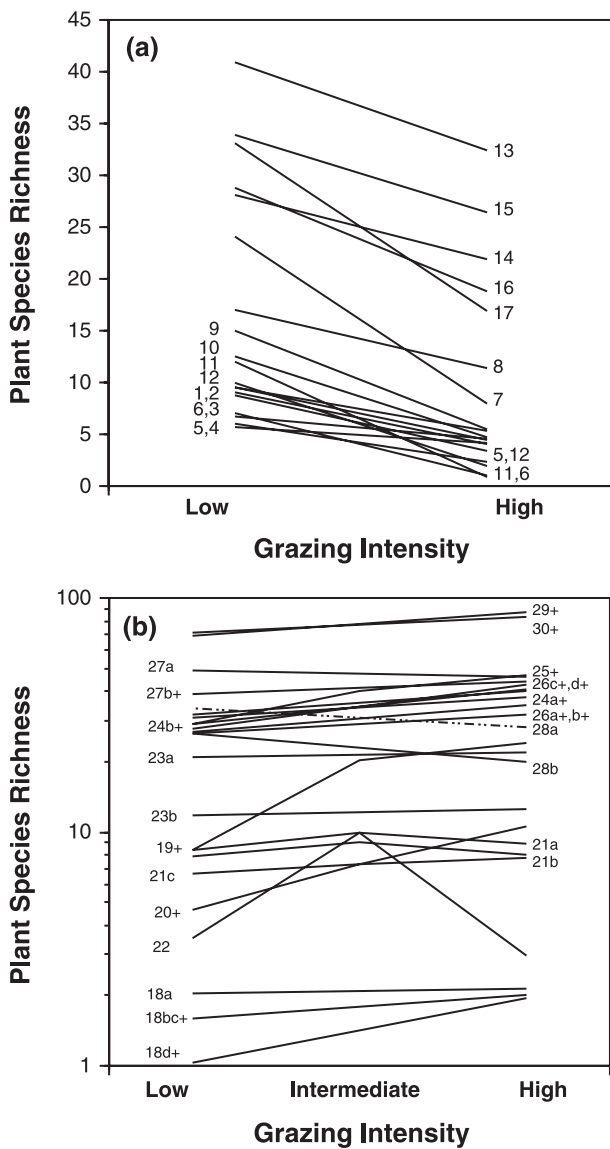 (a)
Plant Species Richness
45
40
35
30
25
20
15
10
5
0
9
10
11
12
1,2
6,3
5,4
13
15
14
16
17
8
7
5,12
11,6
Low High
Grazing Intensity
(b)
Plant Species Richness
100
10
1
27a
27b+
24b+
23a
23b
19+
21c
20+
22
18a
18bc+
18d+
29+
30+
25+
26c+,d+
24a+
26a+,b+
28a
28b
21a
21b
Low Intermediate High
Grazing Intensity